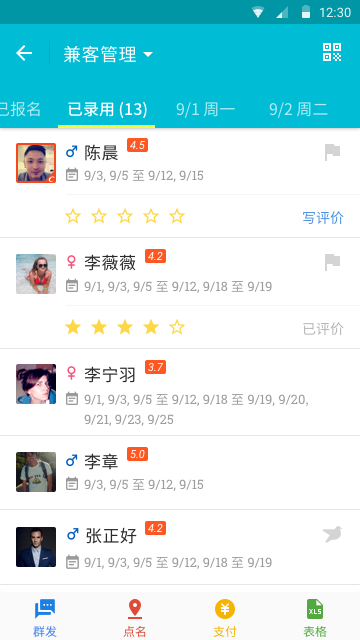 12:30
兼客管理
已报名 已录用 (13) 9/1 周一 9/2 周二
陈晨 4.5
9/3, 9/5 至 9/12, 9/15
写评价
李薇薇 4.2
9/1, 9/3, 9/5 至 9/12, 9/18 至 9/19
已评价
李宁羽 3.7
9/1, 9/3, 9/5 至 9/12, 9/18 至 9/19, 9/20,
9/21, 9/23, 9/25
李章 5.0
9/3, 9/5 至 9/12, 9/15
张正好 4.2
9/1, 9/3, 9/5 至 9/12, 9/18 至 9/19
XLS
群发 点名 支付 表格